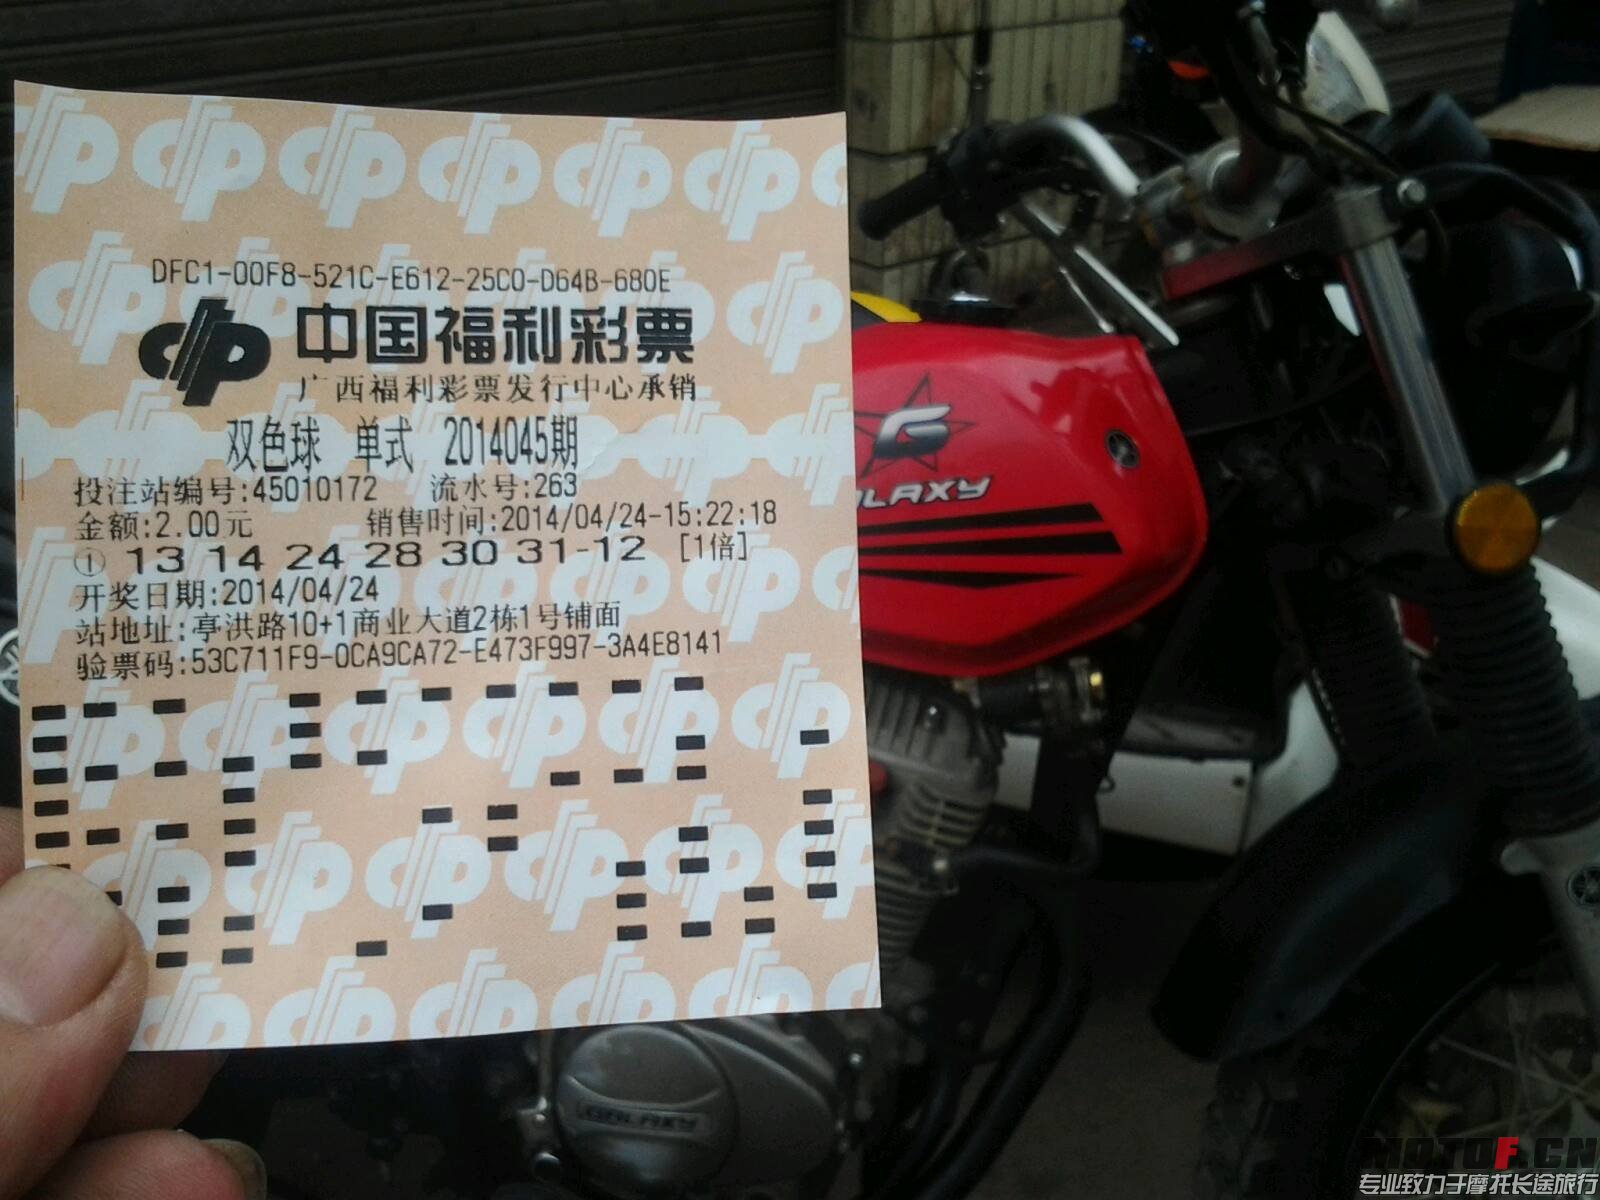 DFC1-00F8-521C-E612-25C0-D64B-680E
中国福利彩票
广西福利彩票发行中心承销
双色球 单式 2014045期
投注站编号:45010172 流水号:263
金额:2.00元 销售时间:2014/04/24-15:22:18
① 13 14 24 28 30 31-12 [1倍]
开奖日期:2014/04/24
站地址:亭洪路10+1商业大道2栋1号铺面
验票码:53C711F9-0CA9CA72-E473F997-3A4E8141
G
GALAXY
MOTOF.CN
专业致力于摩托长途旅行